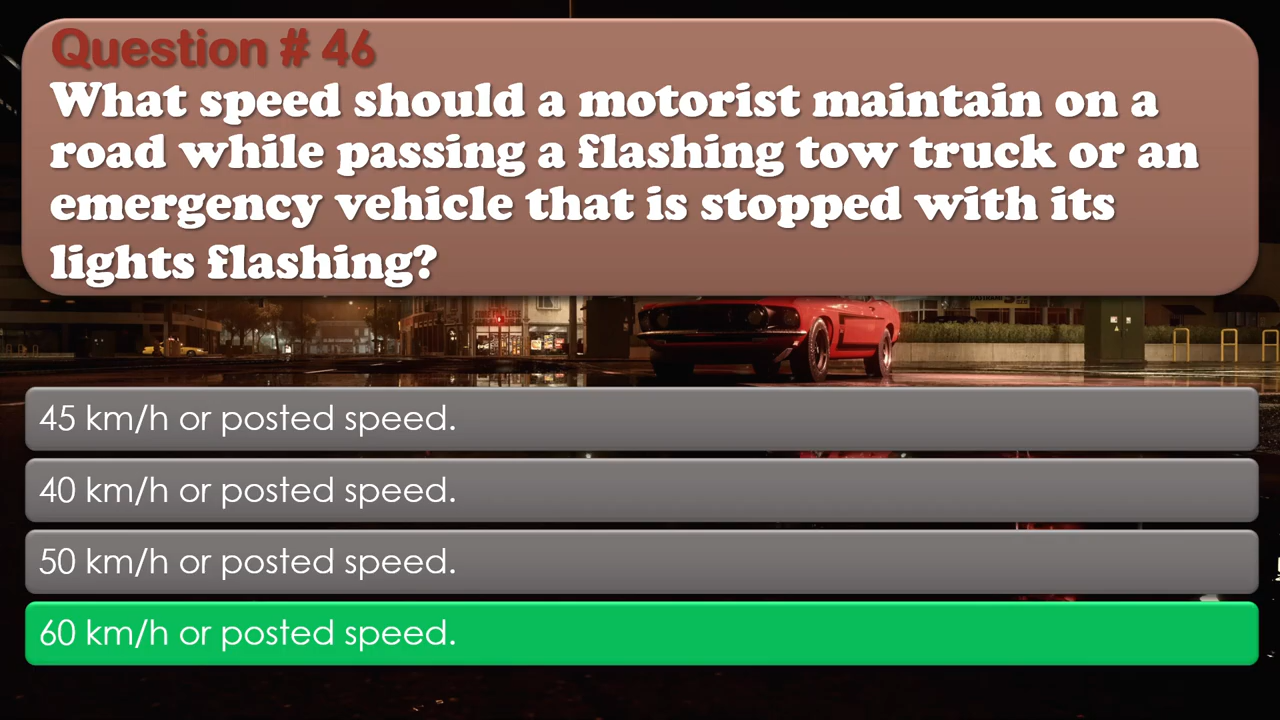 Question # 46
What speed should a motorist maintain on a
road while passing a flashing tow truck or an
emergency vehicle that is stopped with its
lights flashing?
45 km/h or posted speed.
40 km/h or posted speed.
50 km/h or posted speed.
60 km/h or posted speed.